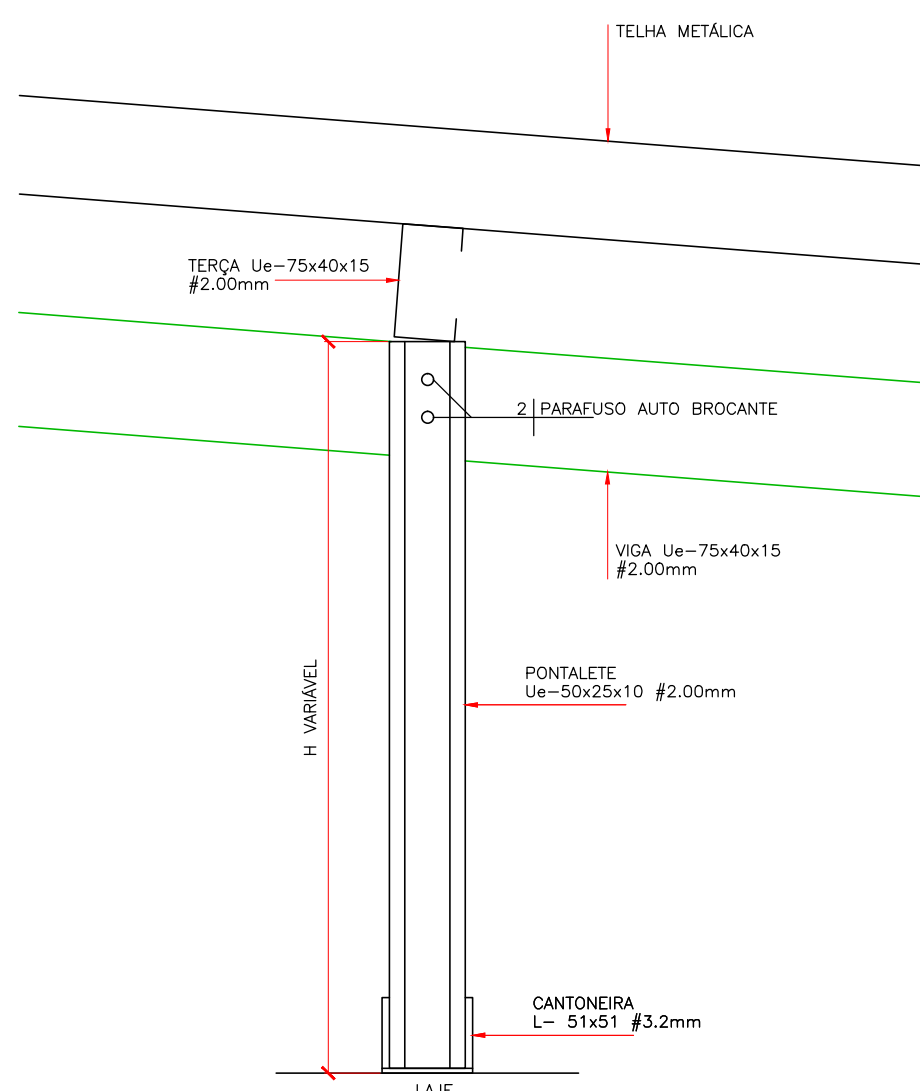 TELHA METÁLICA
TERÇA Ue-75x40x15
#2.00mm
2 PARAFUSO AUTO BROCANTE
VIGA Ue-75x40x15
#2.00mm
H VARIÁVEL
PONTALETE
Ue-50x25x10 #2.00mm
CANTONEIRA
L- 51x51 #3.2mm
LAJE